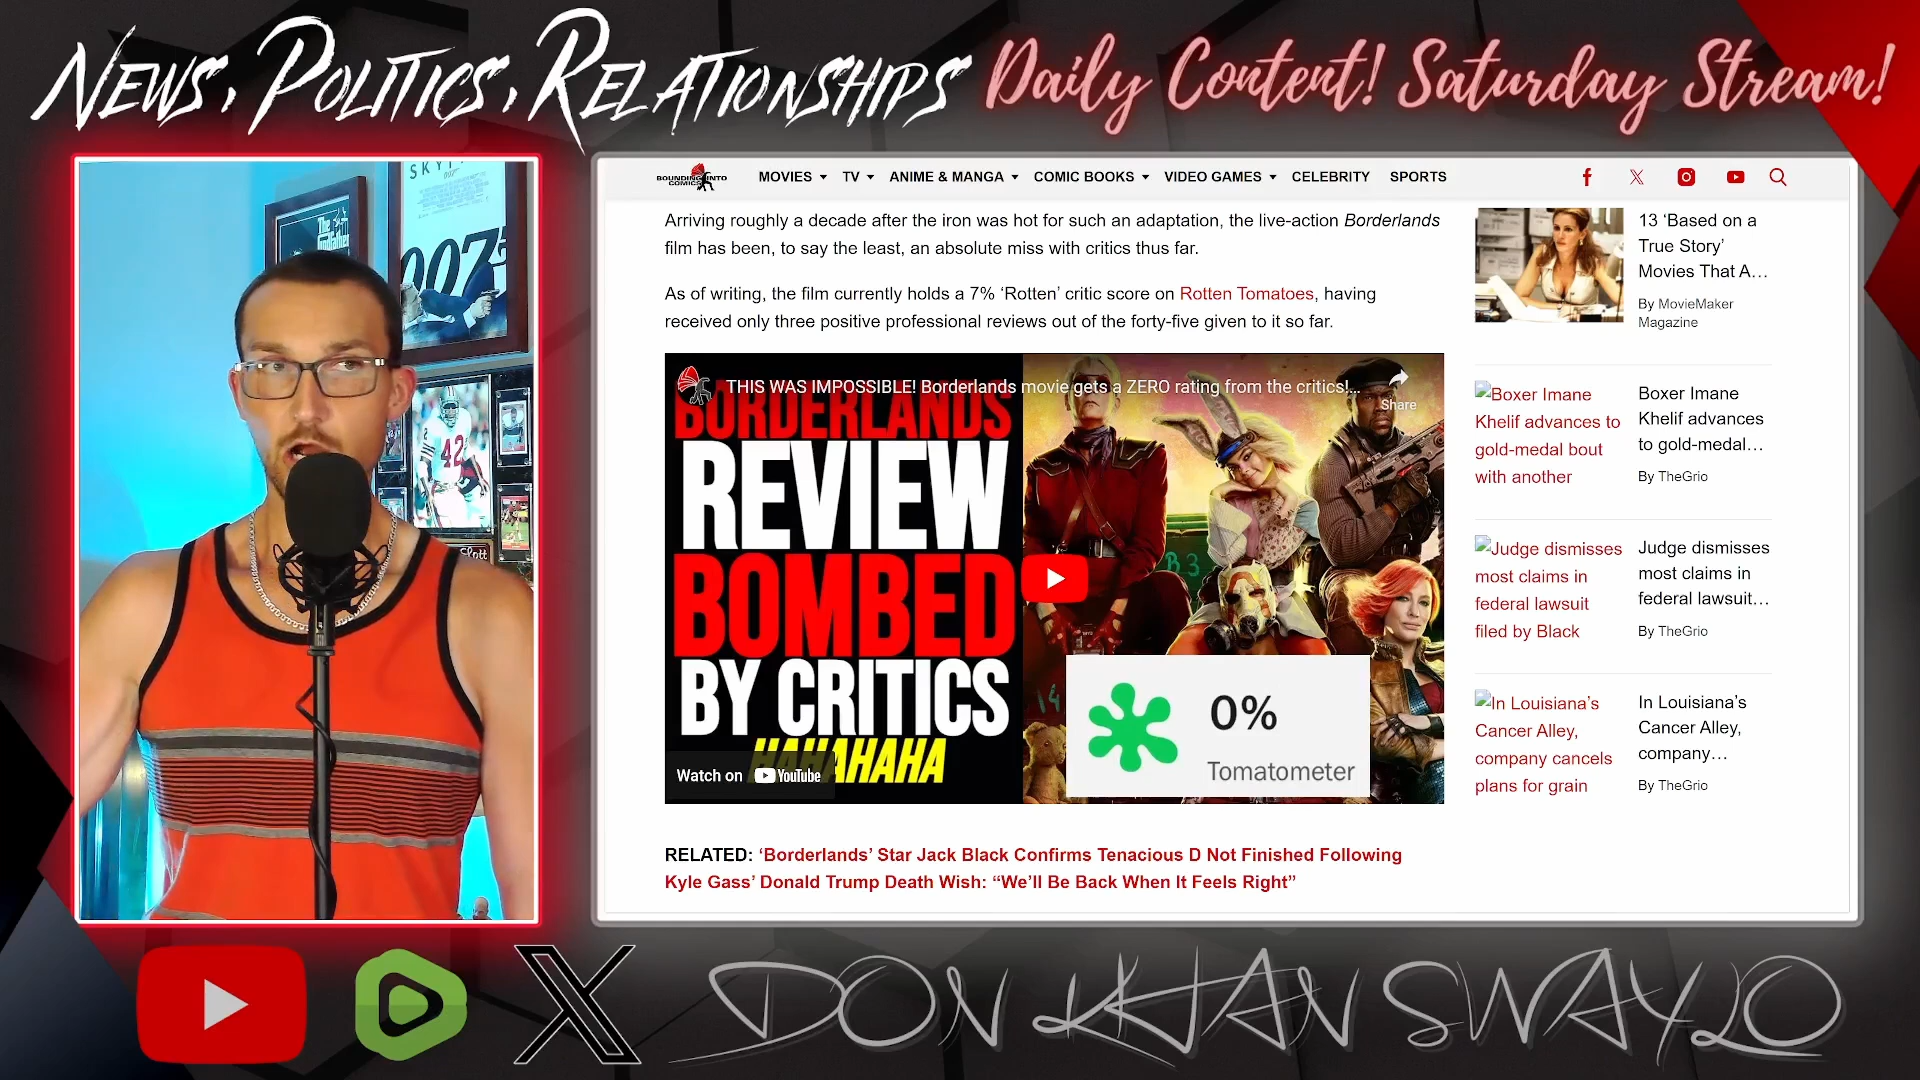 NEWS, POLITICS, RELATIONSHIPS
Daily Content! Saturday Stream!
SKYF
007
The Godfather
42
Lott
BOUNDING INTO COMICS
MOVIES
TV
ANIME & MANGA
COMIC BOOKS
VIDEO GAMES
CELEBRITY
SPORTS
Arriving roughly a decade after the iron was hot for such an adaptation, the live-action Borderlands
film has been, to say the least, an absolute miss with critics thus far.
As of writing, the film currently holds a 7% ‘Rotten’ critic score on Rotten Tomatoes, having
received only three positive professional reviews out of the forty-five given to it so far.
THIS WAS IMPOSSIBLE! Borderlands movie gets a ZERO rating from the critics!...
Share
BORDERLANDS
REVIEW
BOMBED
BY CRITICS
HAHAHAHA
B3
14
0%
Tomatometer
Watch on YouTube
RELATED: ‘Borderlands’ Star Jack Black Confirms Tenacious D Not Finished Following
Kyle Gass’ Donald Trump Death Wish: “We’ll Be Back When It Feels Right”
13 ‘Based on a
True Story’
Movies That A...
By MovieMaker
Magazine
Boxer Imane
Khelif advances to
gold-medal bout
with another
Boxer Imane
Khelif advances
to gold-medal...
By TheGrio
Judge dismisses
most claims in
federal lawsuit
filed by Black
Judge dismisses
most claims in
federal lawsuit...
By TheGrio
In Louisiana’s
Cancer Alley,
company cancels
plans for grain
In Louisiana’s
Cancer Alley,
company...
By TheGrio
DON KHAN SWAYLO